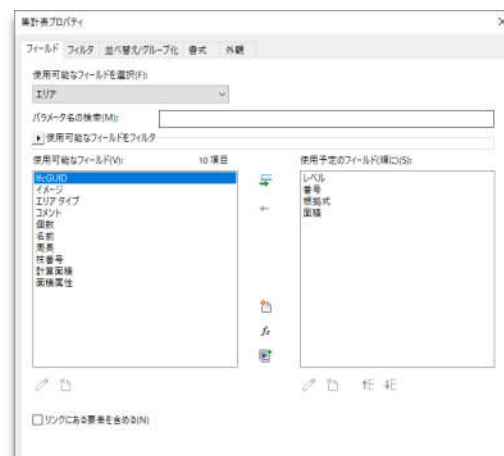 集計表プロパティ
フィールド フィルタ 並べ替え/グループ化 書式 外観
使用可能なフィールドを選択(F):
エリア
パラメータ名の検索(M):
使用可能なフィールドをフィルタ
使用可能なフィールド(V): 10 項目
使用予定のフィールド(順に)(S):
IfcGUID
イメージ
エリア タイプ
コメント
個数
名前
周長
枝番号
計算面積
面積属性
レベル
番号
根拠式
面積
fx
リンクにある要素を含める(N)